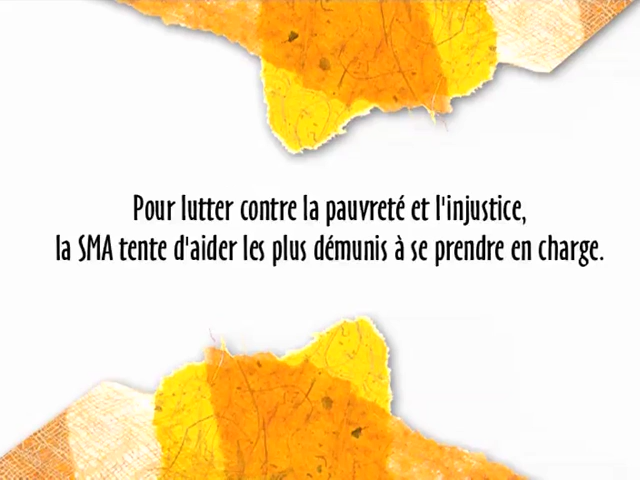 Pour lutter contre la pauvreté et l'injustice,
la SMA tente d'aider les plus démunis à se prendre en charge.